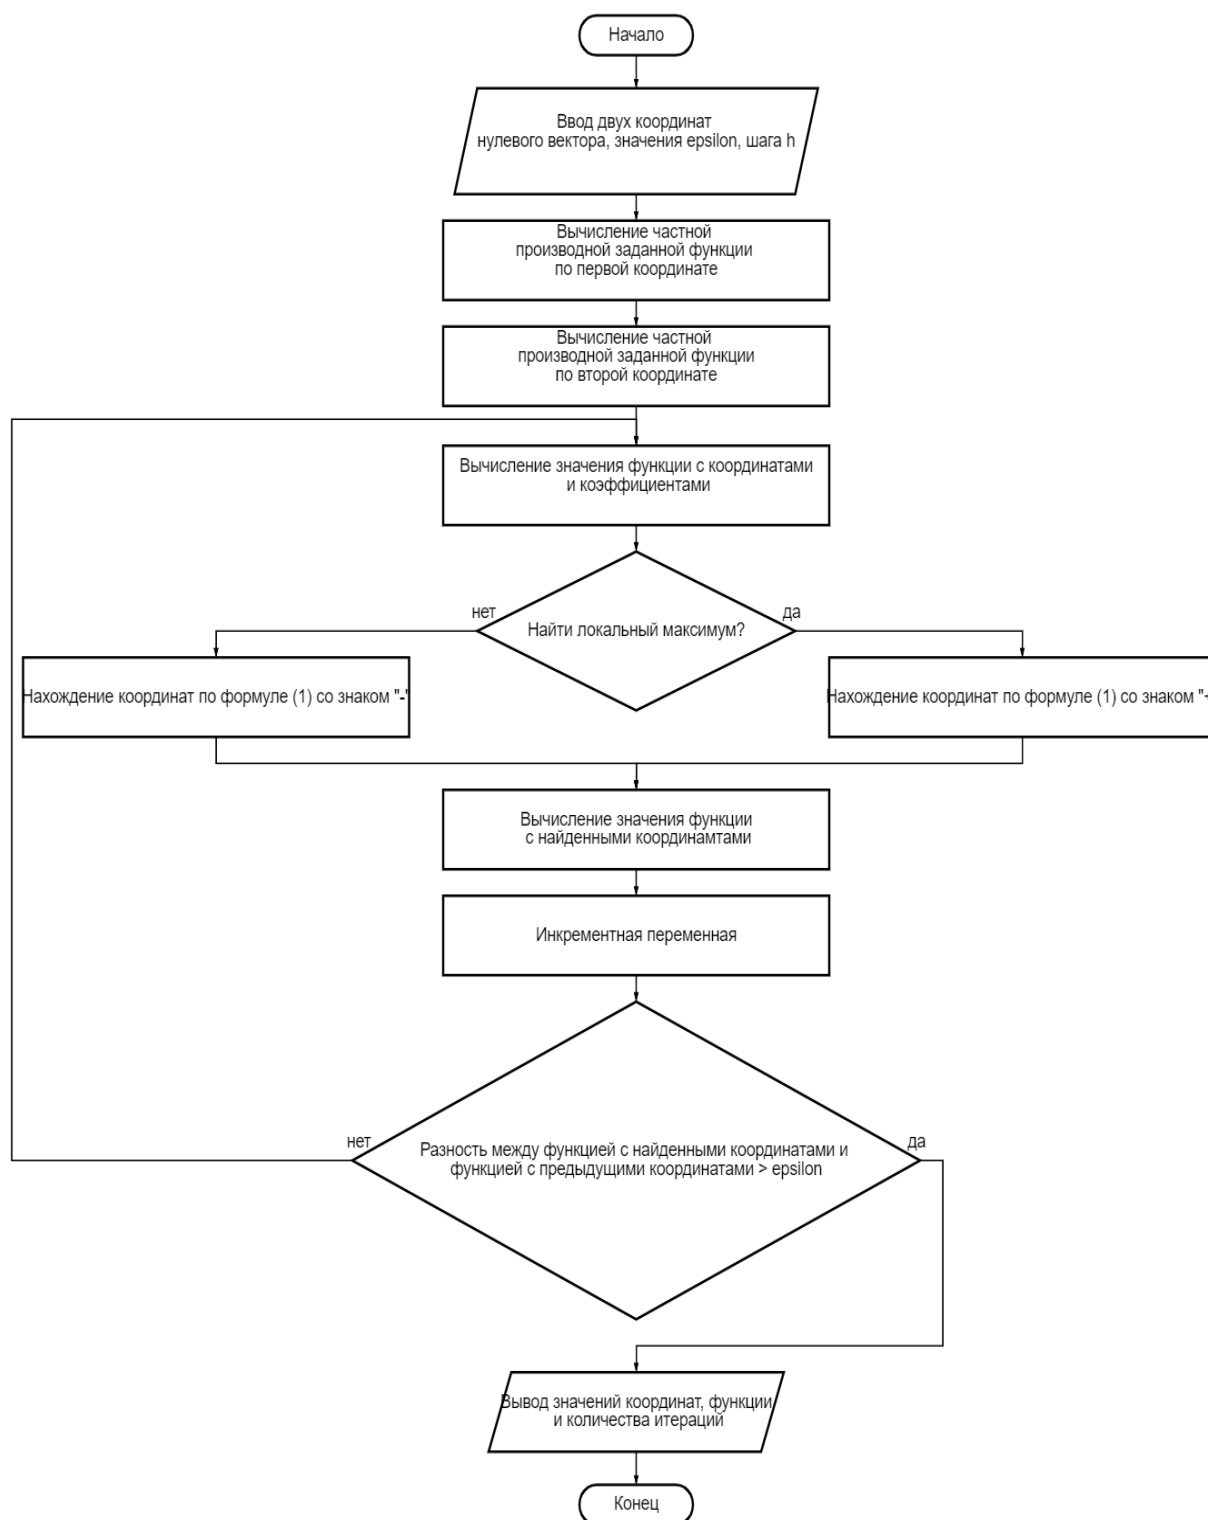 Начало
Ввод двух координат
нулевого вектора, значения epsilon, шага h
Вычисление частной
производной заданной функции
по первой координате
Вычисление частной
производной заданной функции
по второй координате
Вычисление значения функции с координатами
и коэффициентами
нет
да
Найти локальный максимум?
Нахождение координат по формуле (1) со знаком "-"
Нахождение координат по формуле (1) со знаком "+
Вычисление значения функции
с найденными координамтами
Инкрементная переменная
нет
да
Разность между функцией с найденными координатами и
функцией с предыдущими координатами > epsilon
Вывод значений координат, функции
и количества итераций
Конец